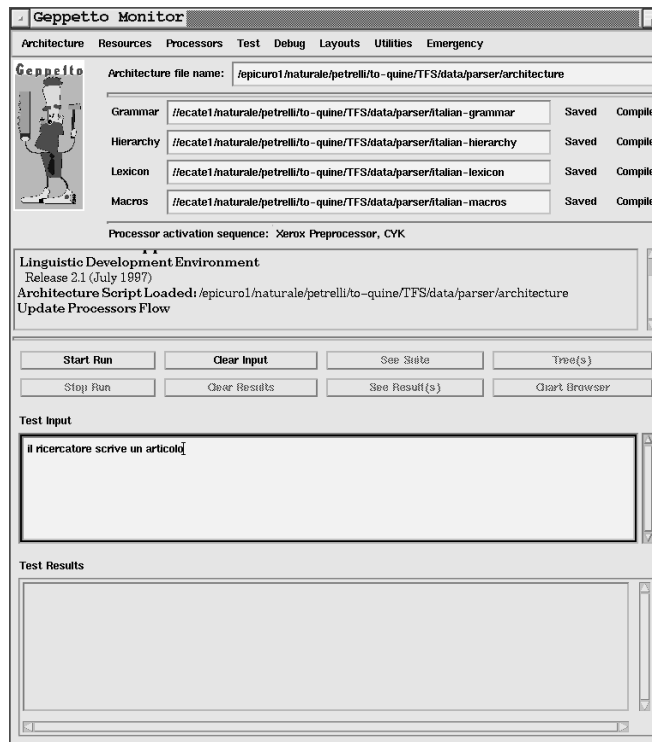 Geppetto Monitor
Architecture Resources Processors Test Debug Layouts Utilities Emergency
Geppetto
Architecture file name: /epicuro1/naturale/petrelli/to-quine/TFS/data/parser/architecture
Grammar //ecate1/naturale/petrelli/to-quine/TFS/data/parser/italian-grammar Saved Compile
Hierarchy //ecate1/naturale/petrelli/to-quine/TFS/data/parser/italian-hierarchy Saved Compile
Lexicon //ecate1/naturale/petrelli/to-quine/TFS/data/parser/italian-lexicon Saved Compile
Macros //ecate1/naturale/petrelli/to-quine/TFS/data/parser/italian-macros Saved Compile
Processor activation sequence: Xerox Preprocessor, CYK
Linguistic Development Environment
Release 2.1 (July 1997)
Architecture Script Loaded: /epicuro1/naturale/petrelli/to-quine/TFS/data/parser/architecture
Update Processors Flow
Start Run Clear Input See Suite Tree(s)
Stop Run Clear Results See Result(s) Chart Browser
Test Input
il ricercatore scrive un articolo
Test Results